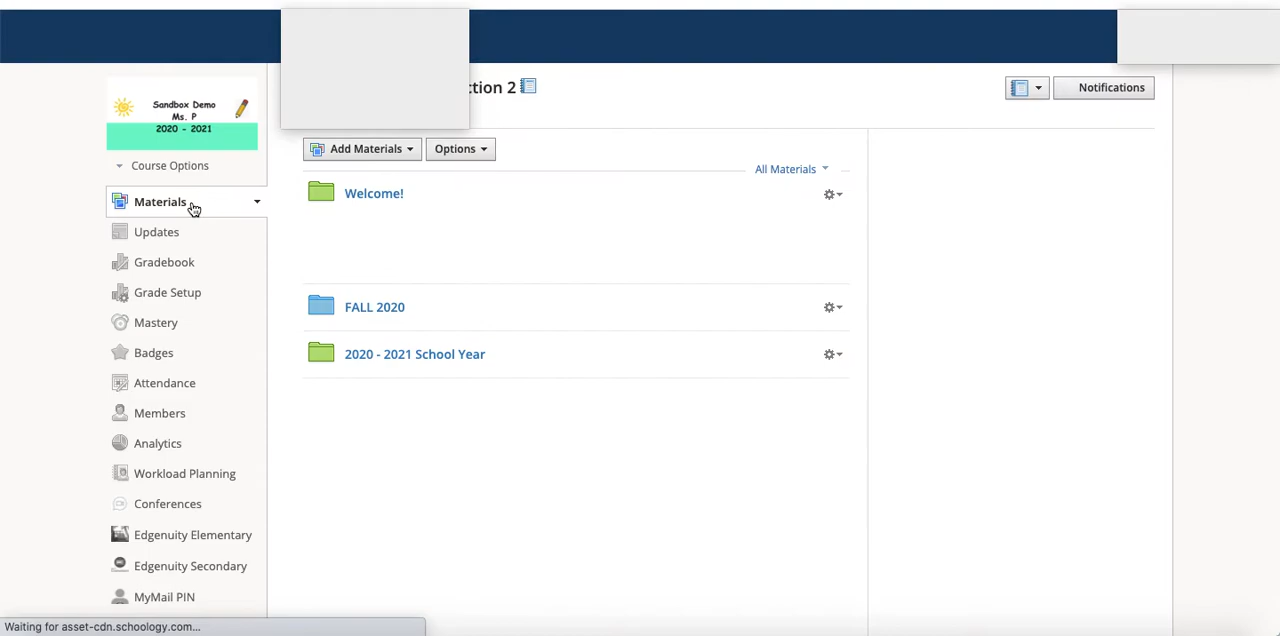 Sandbox Demo
Ms. P
2020 - 2021
Course Options
Materials
Updates
Gradebook
Grade Setup
Mastery
Badges
Attendance
Members
Analytics
Workload Planning
Conferences
Edgenuity Elementary
Edgenuity Secondary
MyMail PIN
ction 2
Notifications
Add Materials
Options
All Materials
Welcome!
FALL 2020
2020 - 2021 School Year
Waiting for asset-cdn.schoology.com...